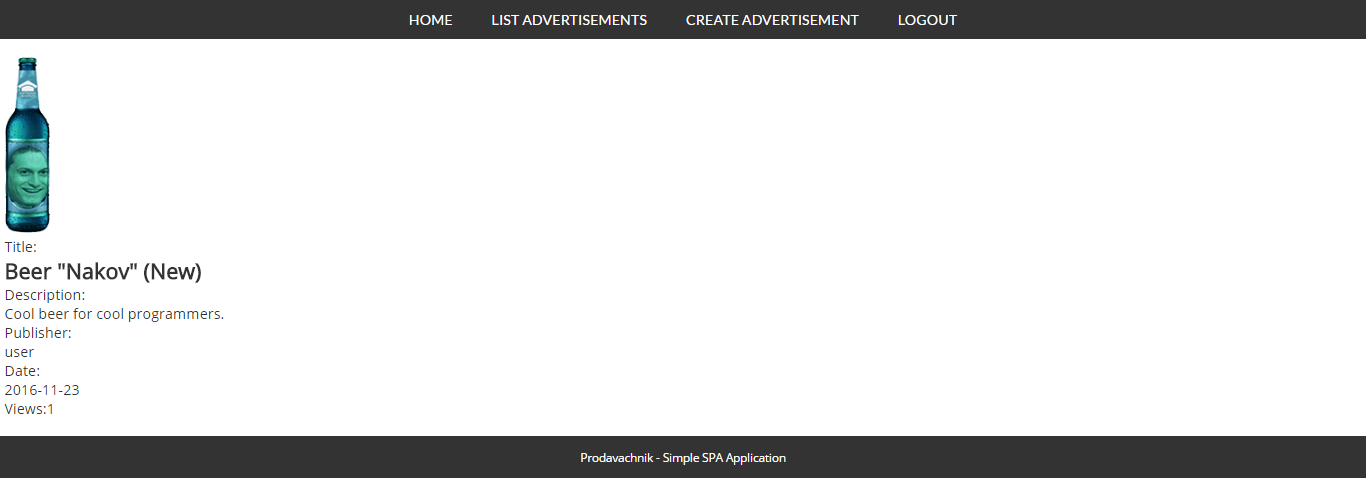 HOME LIST ADVERTISEMENTS CREATE ADVERTISEMENT LOGOUT
Title:
Beer "Nakov" (New)
Description:
Cool beer for cool programmers.
Publisher:
user
Date:
2016-11-23
Views:1
Prodavachnik - Simple SPA Application